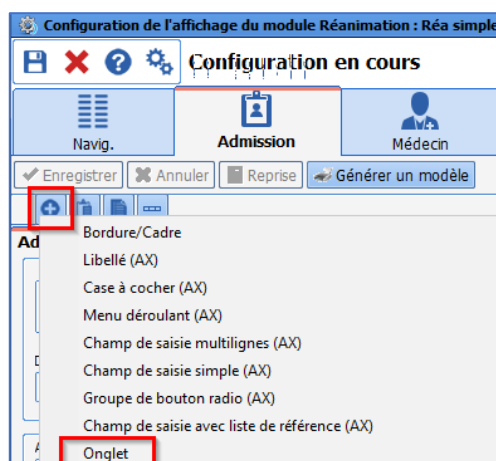 Configuration de l'affichage du module Réanimation : Réa simple
Configuration en cours
Navig.
Admission
Médecin
Enregistrer
Annuler
Reprise
Générer un modèle
Ad
Bordure/Cadre
Libellé (AX)
Case à cocher (AX)
Menu déroulant (AX)
Champ de saisie multilignes (AX)
Champ de saisie simple (AX)
Groupe de bouton radio (AX)
Champ de saisie avec liste de référence (AX)
Onglet